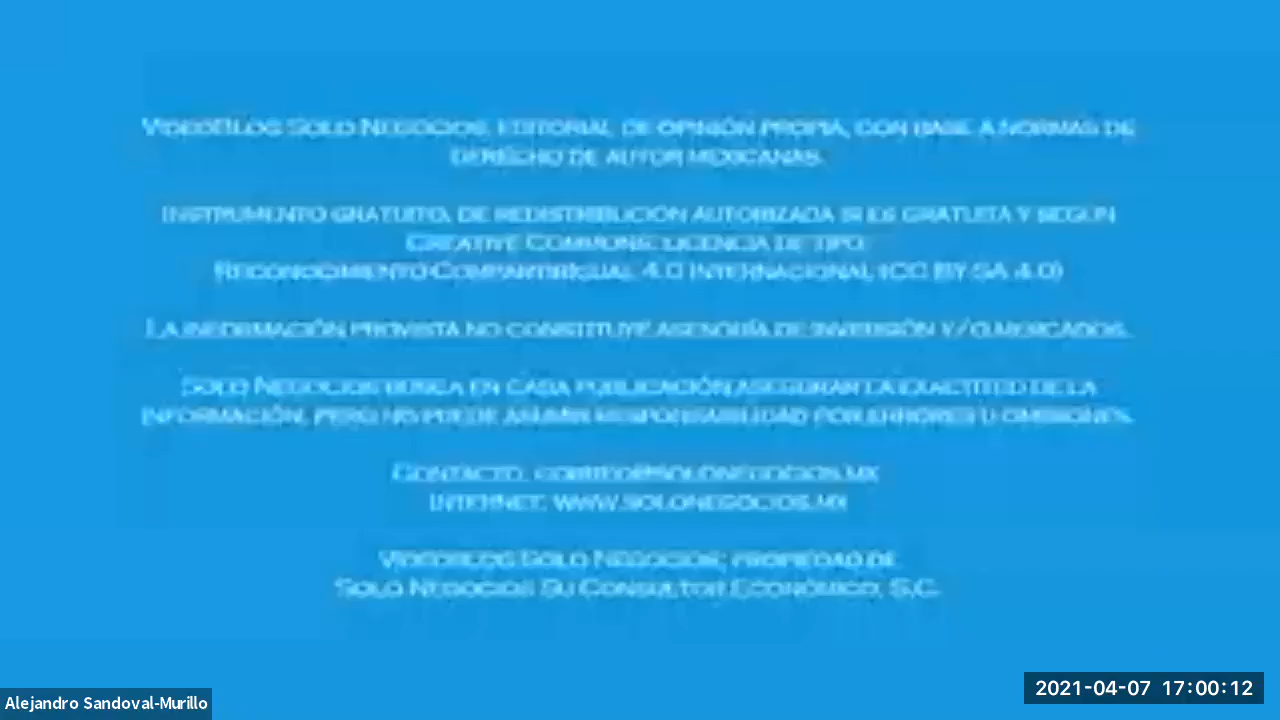 VIDEOBLOG SOLO NEGOCIOS, EDITORIAL DE OPINIÓN PROPIA, CON BASE A NORMAS DE
DERECHO DE AUTOR MEXICANAS.
INSTRUMENTO GRATUITO, DE REDISTRIBUCIÓN AUTORIZADA SI ES GRATUITA Y SEGÚN
CREATIVE COMMONS: LICENCIA DE TIPO
RECONOCIMIENTO-COMPARTIRIGUAL 4.0 INTERNACIONAL (CC BY-SA 4.0)
LA INFORMACIÓN PROVISTA NO CONSTITUYE ASESORÍA DE INVERSIÓN Y/O MERCADOS.
SOLO NEGOCIOS BUSCA EN CADA PUBLICACIÓN ASEGURAR LA EXACTITUD DE LA
INFORMACIÓN, PERO NO PUEDE ASUMIR RESPONSABILIDAD POR ERRORES U OMISIONES.
CONTACTO: CORREO@SOLONEGOCIOS.MX
INTERNET: WWW.SOLONEGOCIOS.MX
VIDEOBLOG SOLO NEGOCIOS; PROPIEDAD DE
SOLO NEGOCIOS SU CONSULTOR ECONÓMICO, S.C.
Alejandro Sandoval-Murillo
2021-04-07 17:00:12